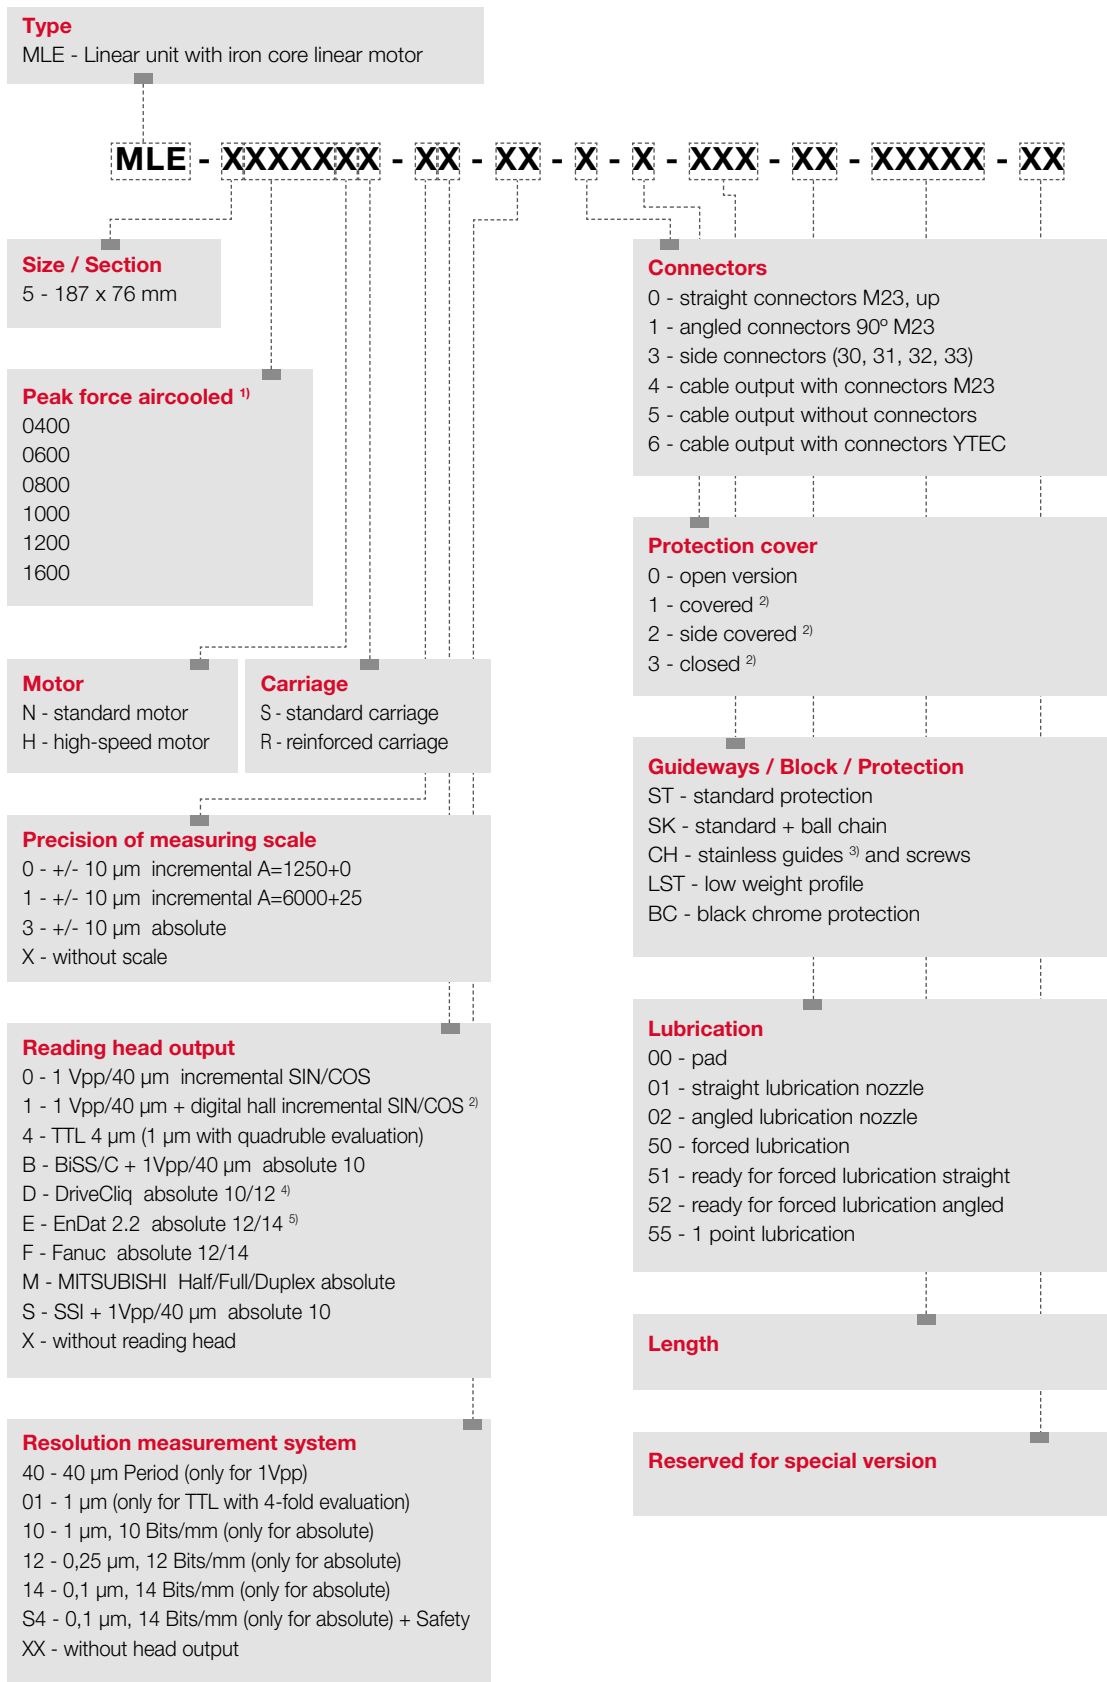 Type
MLE - Linear unit with iron core linear motor
MLE - XXXXXXX - XX - XX - X - X - XXX - XX - XXXXX - XX
Size / Section
5 - 187 x 76 mm
Peak force aircooled 1)
0400
0600
0800
1000
1200
1600
Motor
N - standard motor
H - high-speed motor
Carriage
S - standard carriage
R - reinforced carriage
Precision of measuring scale
0 - +/- 10 µm incremental A=1250+0
1 - +/- 10 µm incremental A=6000+25
3 - +/- 10 µm absolute
X - without scale
Reading head output
0 - 1 Vpp/40 µm incremental SIN/COS
1 - 1 Vpp/40 µm + digital hall incremental SIN/COS 2)
4 - TTL 4 µm (1 µm with quadruble evaluation)
B - BiSS/C + 1Vpp/40 µm absolute 10
D - DriveCliq absolute 10/12 4)
E - EnDat 2.2 absolute 12/14 5)
F - Fanuc absolute 12/14
M - MITSUBISHI Half/Full/Duplex absolute
S - SSI + 1Vpp/40 µm absolute 10
X - without reading head
Resolution measurement system
40 - 40 µm Period (only for 1Vpp)
01 - 1 µm (only for TTL with 4-fold evaluation)
10 - 1 µm, 10 Bits/mm (only for absolute)
12 - 0,25 µm, 12 Bits/mm (only for absolute)
14 - 0,1 µm, 14 Bits/mm (only for absolute)
S4 - 0,1 µm, 14 Bits/mm (only for absolute) + Safety
XX - without head output
Connectors
0 - straight connectors M23, up
1 - angled connectors 90º M23
3 - side connectors (30, 31, 32, 33)
4 - cable output with connectors M23
5 - cable output without connectors
6 - cable output with connectors YTEC
Protection cover
0 - open version
1 - covered 2)
2 - side covered 2)
3 - closed 2)
Guideways / Block / Protection
ST - standard protection
SK - standard + ball chain
CH - stainless guides 3) and screws
LST - low weight profile
BC - black chrome protection
Lubrication
00 - pad
01 - straight lubrication nozzle
02 - angled lubrication nozzle
50 - forced lubrication
51 - ready for forced lubrication straight
52 - ready for forced lubrication angled
55 - 1 point lubrication
Length
Reserved for special version